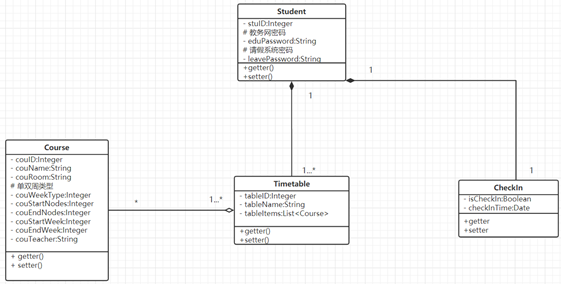 Student
- stuID:Integer
# 教务网密码
- eduPassword:String
# 请假系统密码
- leavePassword:String
+getter()
+setter()
1
1
1...*
1
Course
- couID:Integer
- couName:String
- couRoom:String
# 单双周类型
- couWeekType:Integer
- couStartNodes:Integer
- couEndNodes:Integer
- couStartWeek:Integer
- couEndWeek:Integer
- couTeacher:String
+ getter()
+ setter()
*
1...*
Timetable
- tableID:Integer
- tableName:String
- tableItems:List<Course>
+getter()
+setter()
CheckIn
- isCheckIn:Boolean
- checkInTime:Date
+getter
+setter